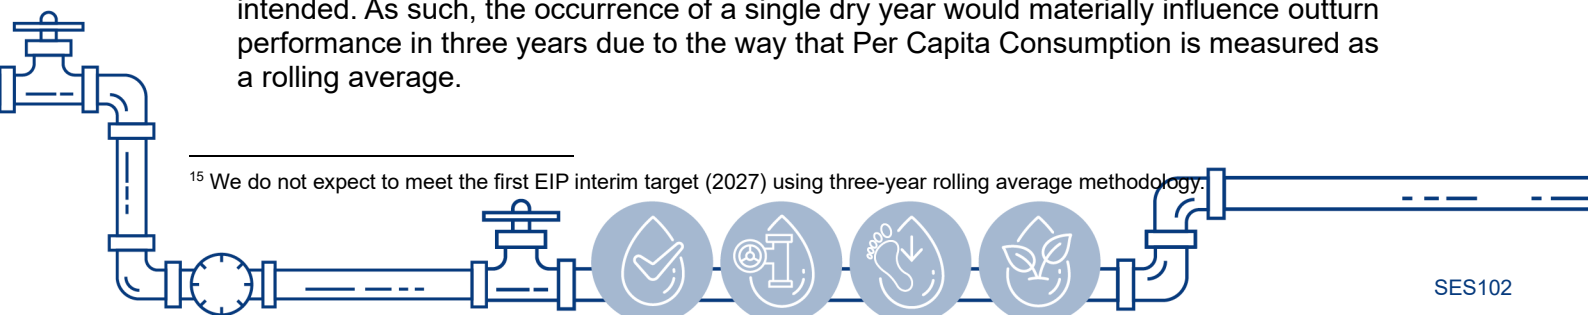 intended. As such, the occurrence of a single dry year would materially influence outturn
performance in three years due to the way that Per Capita Consumption is measured as
a rolling average.
15 We do not expect to meet the first EIP interim target (2027) using three-year rolling average methodology.
SES102